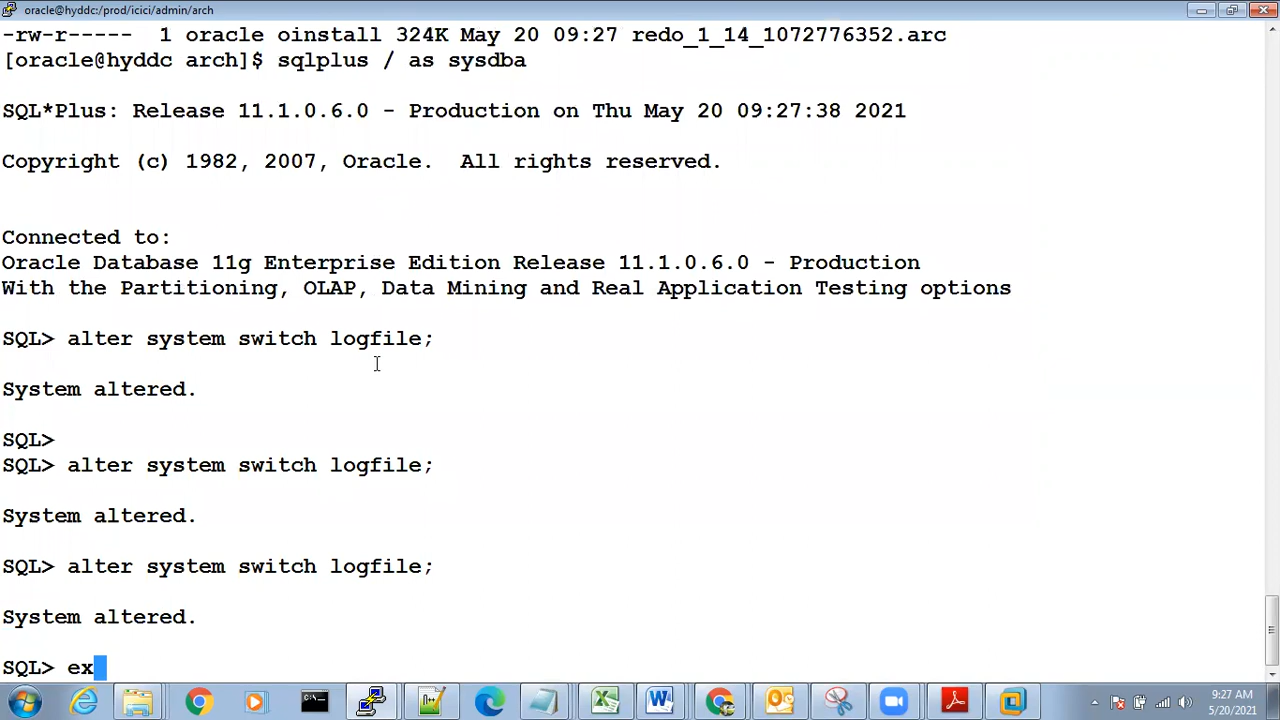 oracle@hyddc:/prod/icici/admin/arch
-rw-r----- 1 oracle oinstall 324K May 20 09:27 redo_1_14_1072776352.arc
[oracle@hyddc arch]$ sqlplus / as sysdba
SQL*Plus: Release 11.1.0.6.0 - Production on Thu May 20 09:27:38 2021
Copyright (c) 1982, 2007, Oracle.  All rights reserved.
Connected to:
Oracle Database 11g Enterprise Edition Release 11.1.0.6.0 - Production
With the Partitioning, OLAP, Data Mining and Real Application Testing options
SQL> alter system switch logfile;
System altered.
SQL>
SQL> alter system switch logfile;
System altered.
SQL> alter system switch logfile;
System altered.
SQL> ex
9:27 AM
5/20/2021